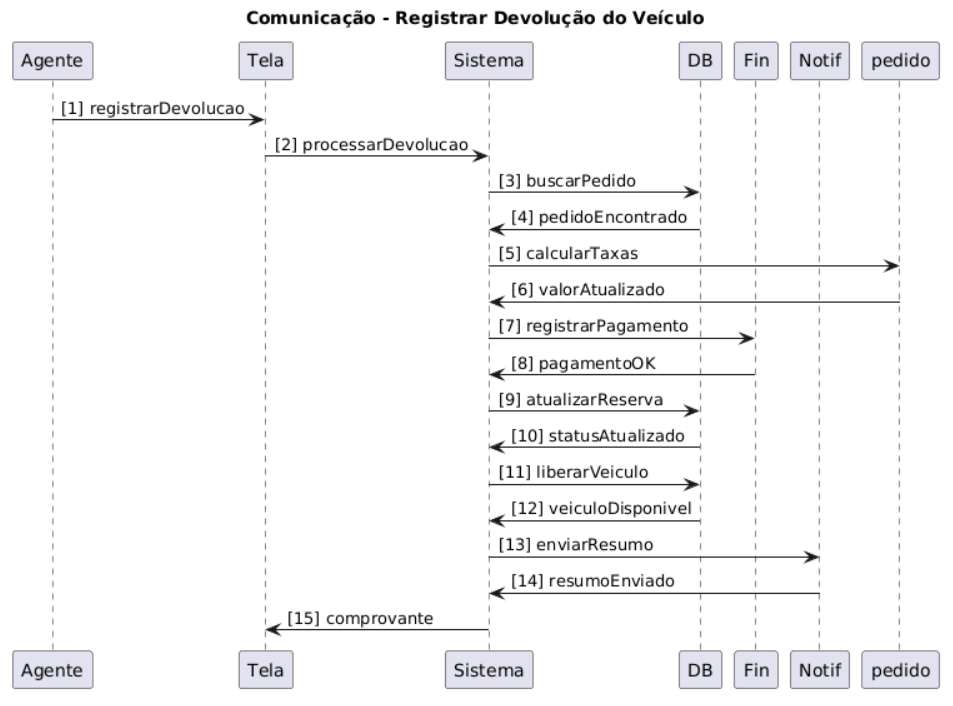 Comunicação - Registrar Devolução do Veículo
Agente Tela Sistema DB Fin Notif pedido
[1] registrarDevolucao
[2] processarDevolucao
[3] buscarPedido
[4] pedidoEncontrado
[5] calcularTaxas
[6] valorAtualizado
[7] registrarPagamento
[8] pagamentoOK
[9] atualizarReserva
[10] statusAtualizado
[11] liberarVeiculo
[12] veiculoDisponivel
[13] enviarResumo
[14] resumoEnviado
[15] comprovante
Agente Tela Sistema DB Fin Notif pedido